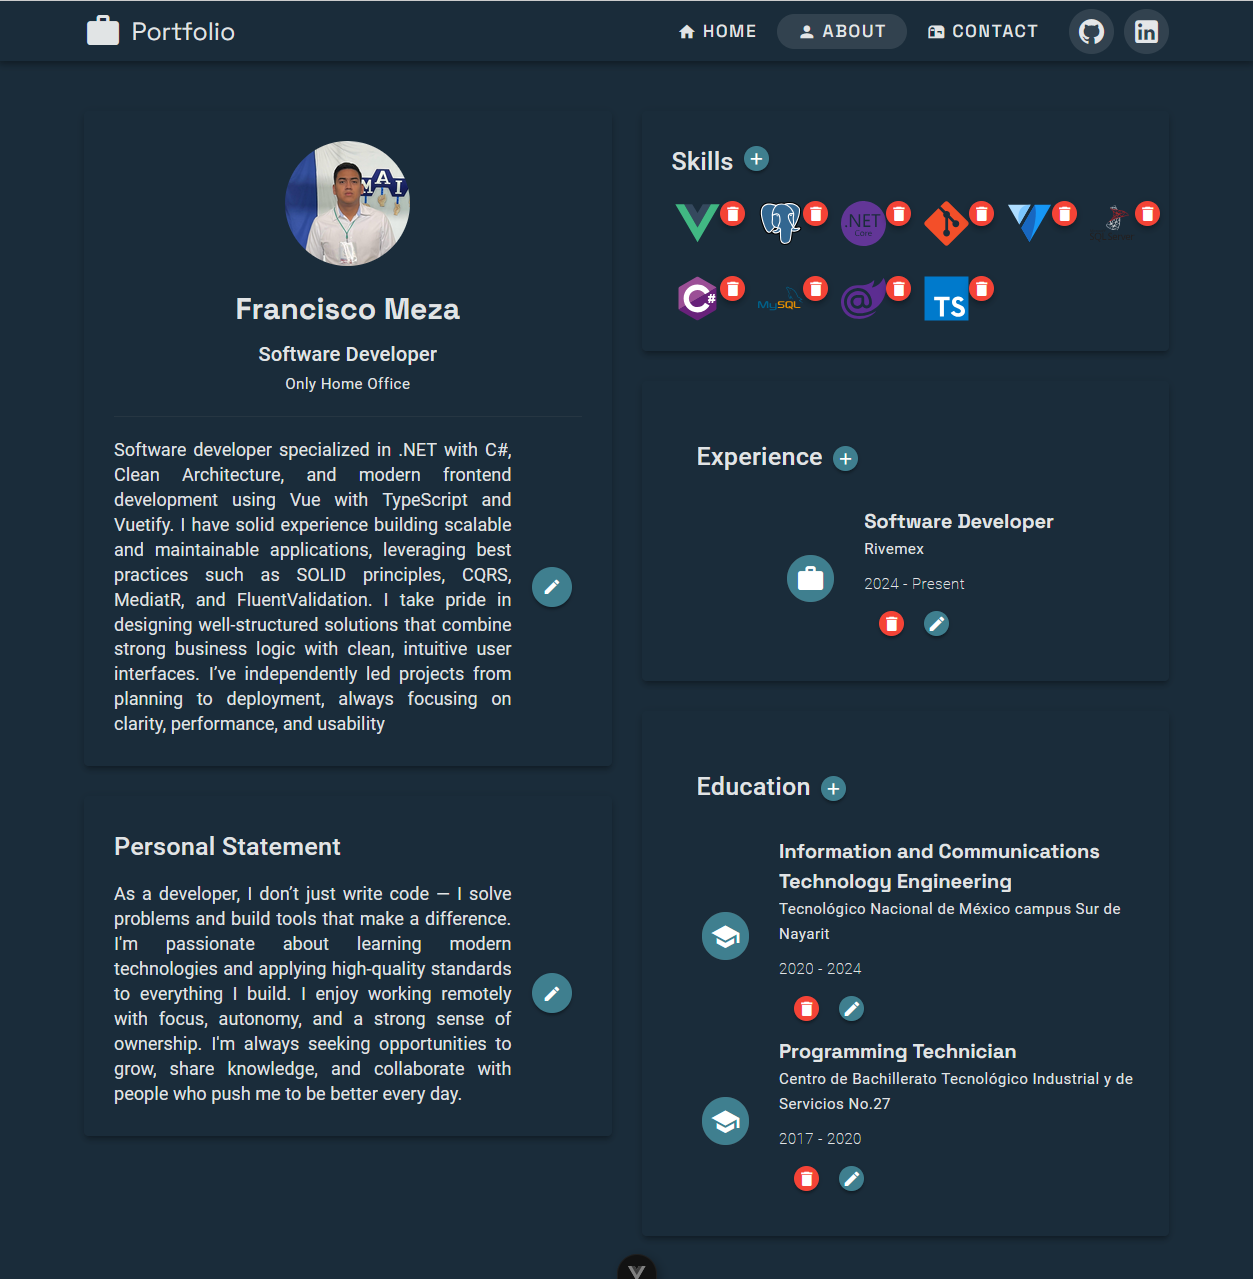 Portfolio
HOME
ABOUT
CONTACT
MAI
Francisco Meza
Software Developer
Only Home Office
Software developer specialized in .NET with C#,
Clean Architecture, and modern frontend
development using Vue with TypeScript and
Vuetify. I have solid experience building scalable
and maintainable applications, leveraging best
practices such as SOLID principles, CQRS,
MediatR, and FluentValidation. I take pride in
designing well-structured solutions that combine
strong business logic with clean, intuitive user
interfaces. I’ve independently led projects from
planning to deployment, always focusing on
clarity, performance, and usability
Personal Statement
As a developer, I don’t just write code — I solve
problems and build tools that make a difference.
I'm passionate about learning modern
technologies and applying high-quality standards
to everything I build. I enjoy working remotely
with focus, autonomy, and a strong sense of
ownership. I'm always seeking opportunities to
grow, share knowledge, and collaborate with
people who push me to be better every day.
Skills
.NET
Core
C#
MySQL
TS
Experience
Software Developer
Rivemex
2024 - Present
Education
Information and Communications
Technology Engineering
Tecnológico Nacional de México campus Sur de
Nayarit
2020 - 2024
Programming Technician
Centro de Bachillerato Tecnológico Industrial y de
Servicios No.27
2017 - 2020